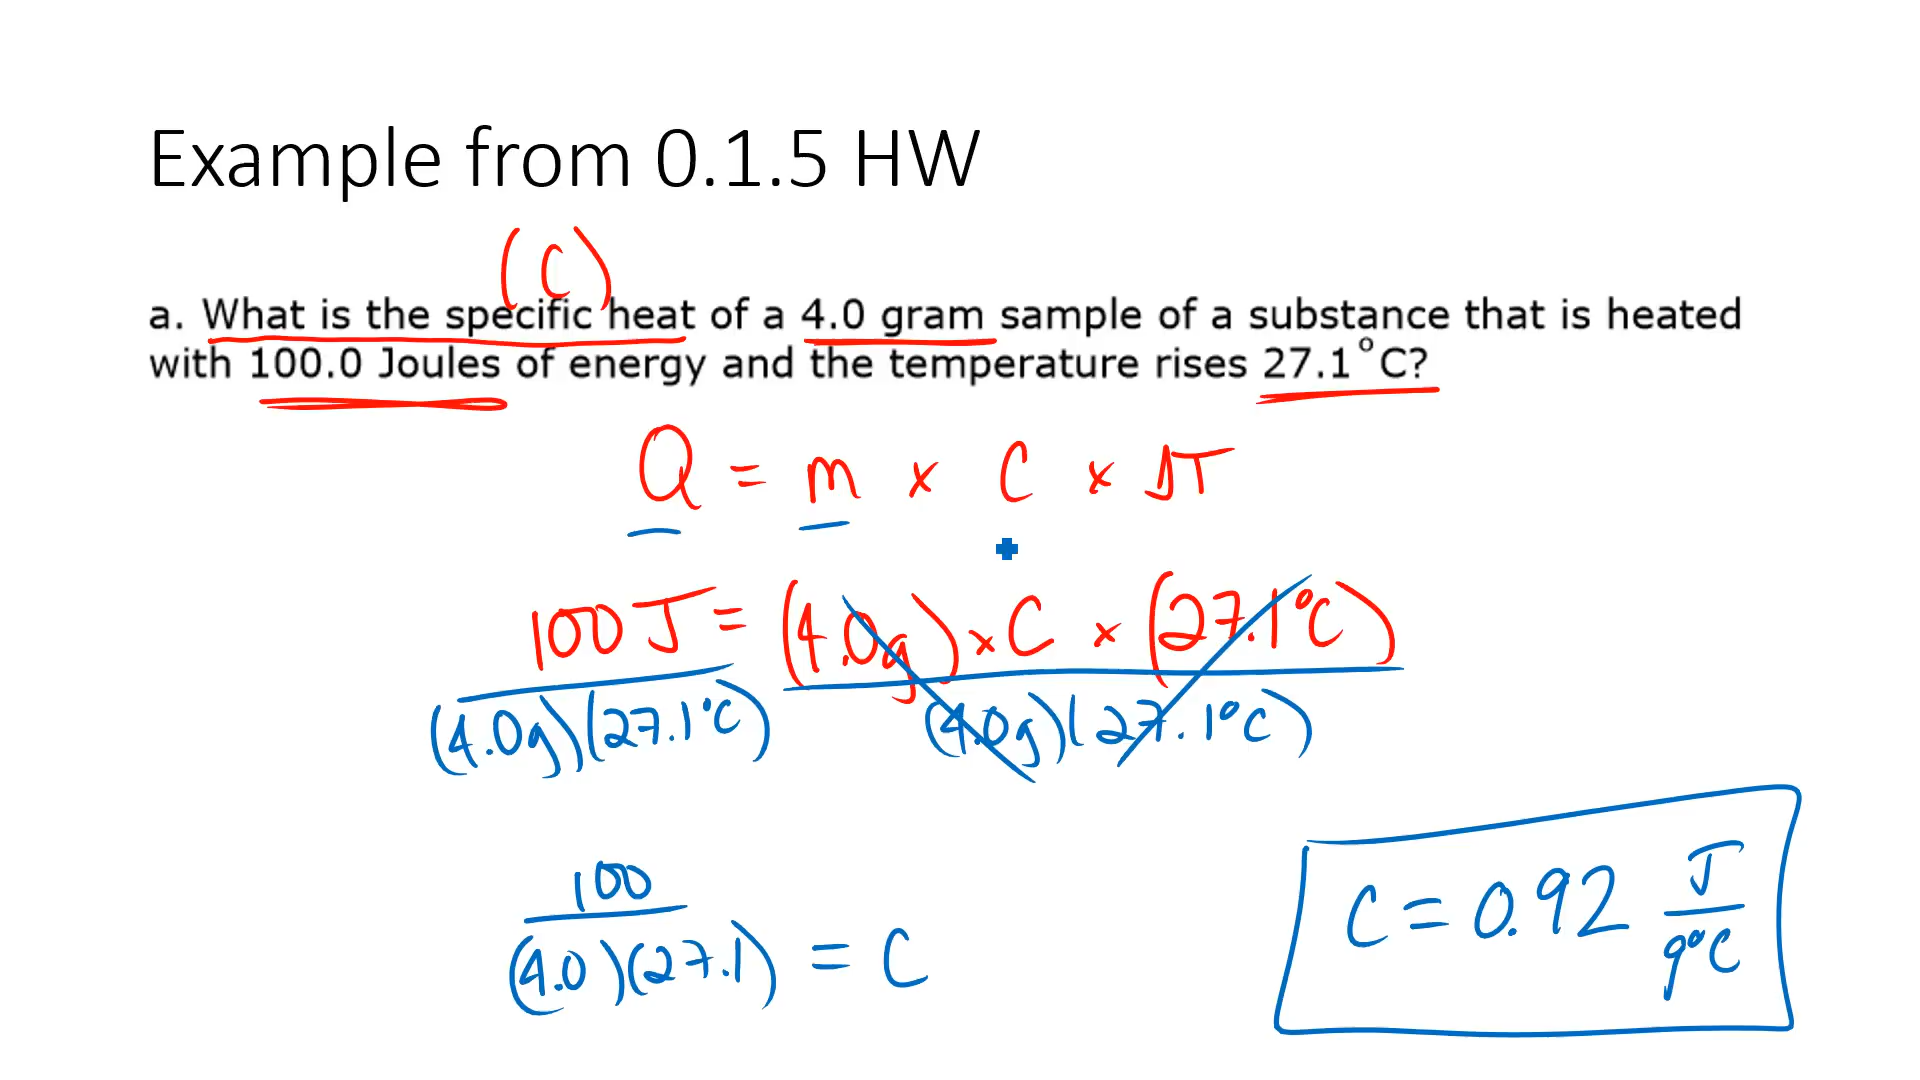 Example from 0.1.5 HW
(C)
a. What is the specific heat of a 4.0 gram sample of a substance that is heated
with 100.0 Joules of energy and the temperature rises 27.1°C?
Q = m × C × ΔT
100 J = (4.0g) × C × (27.1°C)
(4.0g)(27.1°C) (4.0g)(27.1°C)
100
(4.0)(27.1) = C
C = 0.92 J
g°C